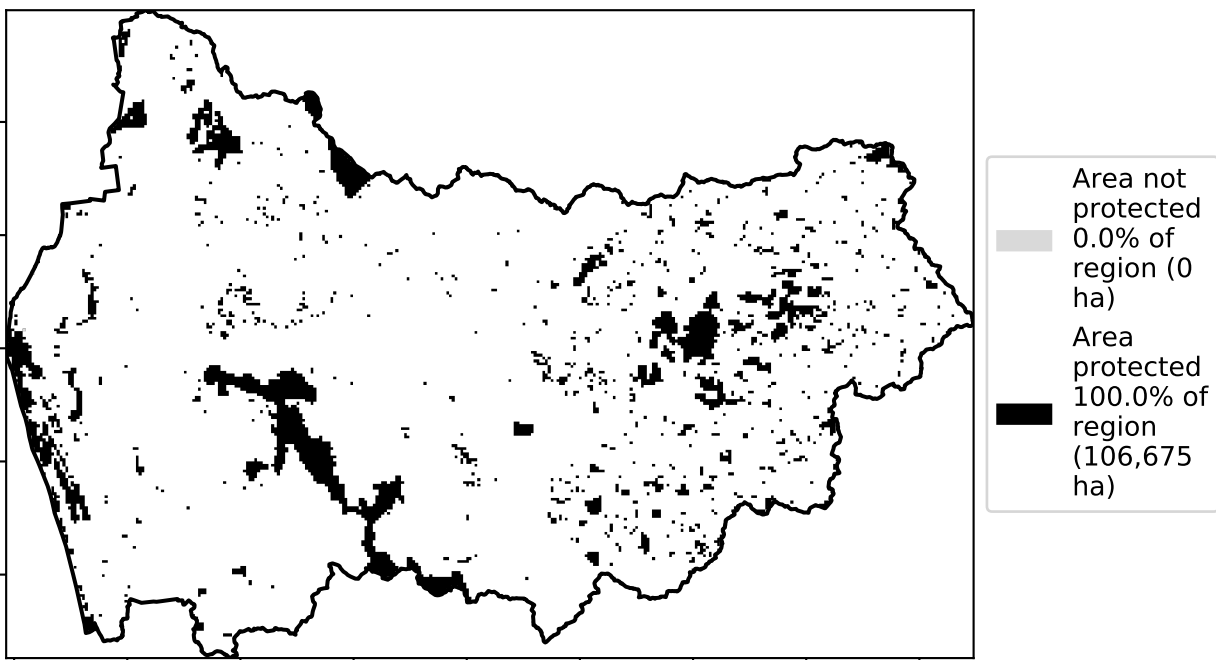 Area not
protected
0.0% of
region (0
ha)
Area
protected
100.0% of
region
(106,675
ha)